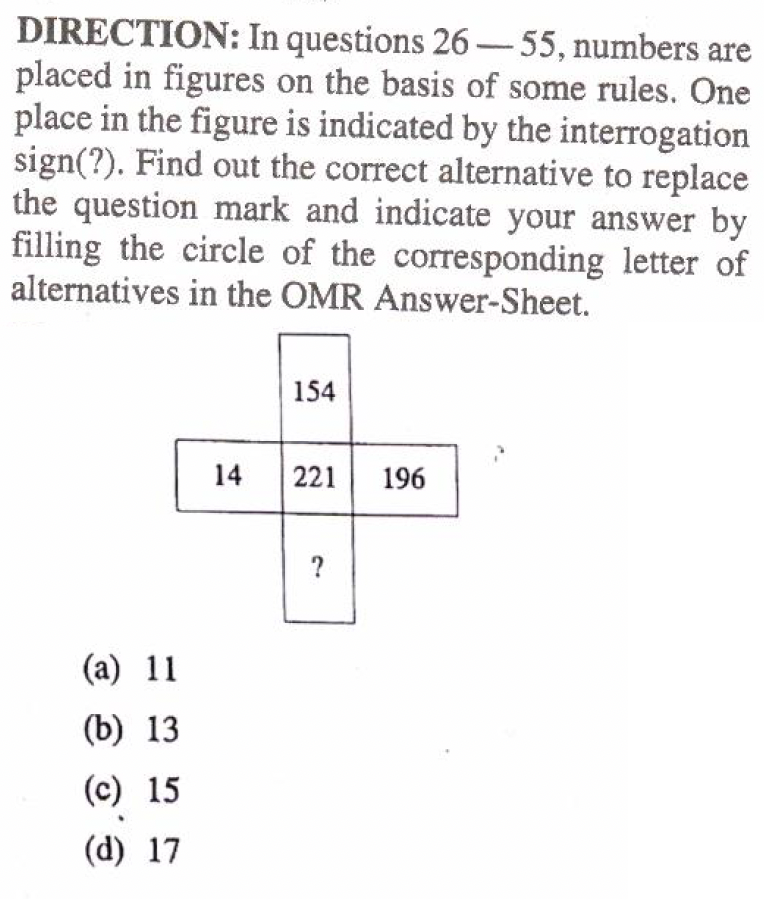 DIRECTION: In questions 26 — 55, numbers are
placed in figures on the basis of some rules. One
place in the figure is indicated by the interrogation
sign(?). Find out the correct alternative to replace
the question mark and indicate your answer by
filling the circle of the corresponding letter of
alternatives in the OMR Answer-Sheet.
154
14 221 196
?
(a) 11
(b) 13
(c) 15
(d) 17